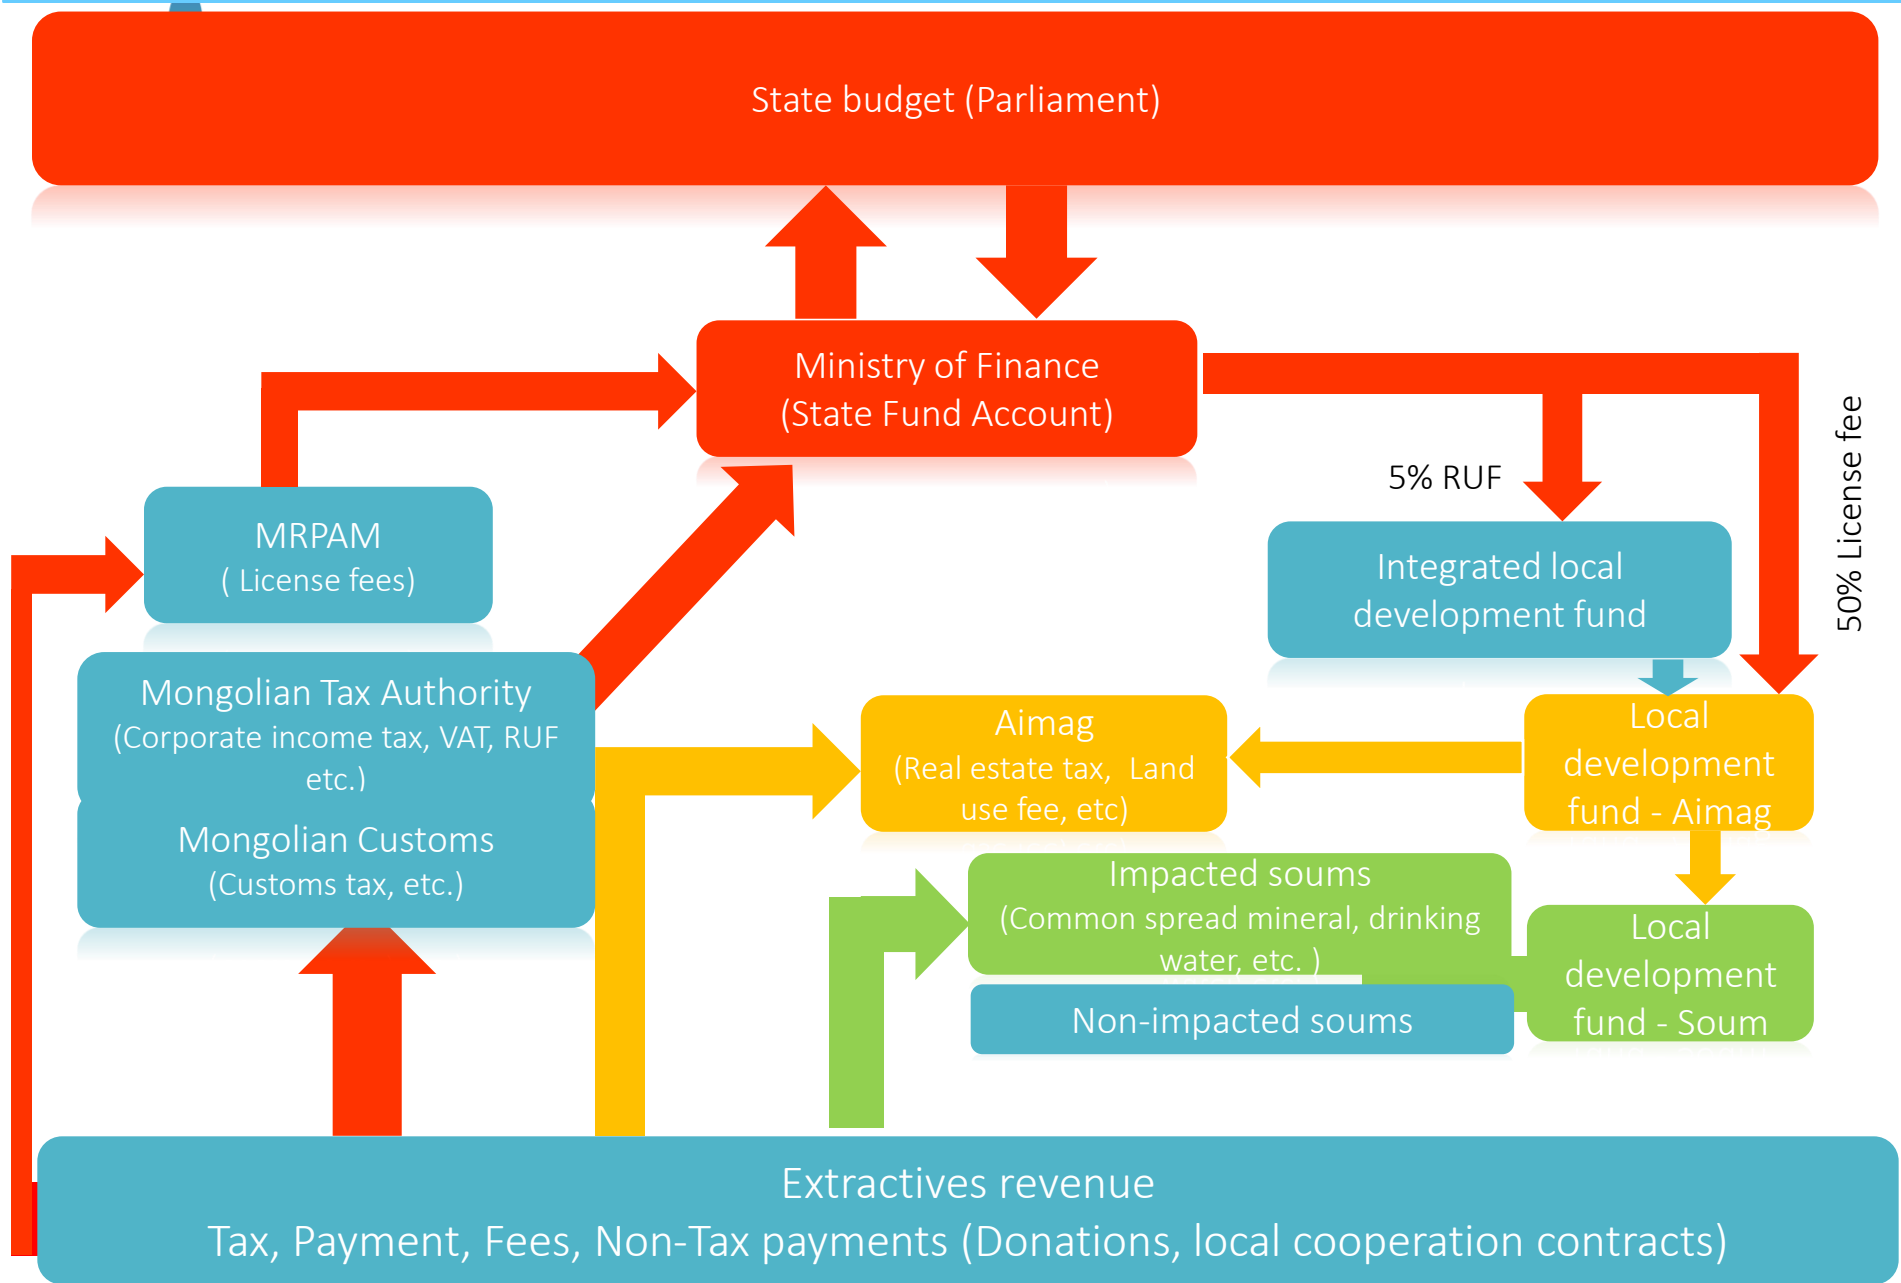 State budget (Parliament)
Ministry of Finance
(State Fund Account)
50% License fee
5% RUF
MRPAM
( License fees)
Integrated local
development fund
Mongolian Tax Authority
(Corporate income tax, VAT, RUF
etc.)
Aimag
(Real estate tax, Land
use fee, etc)
Local
development
fund - Aimag
Mongolian Customs
(Customs tax, etc.)
Impacted soums
(Common spread mineral, drinking
water, etc. )
Local
development
fund - Soum
Non-impacted soums
Extractives revenue
Tax, Payment, Fees, Non-Tax payments (Donations, local cooperation contracts)